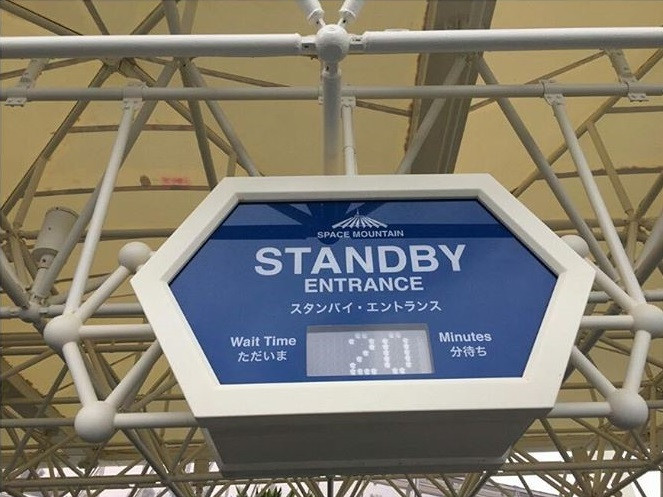 SPACE MOUNTAIN
STANDBY
ENTRANCE
スタンバイ・エントランス
Wait Time 20 Minutes
ただいま 分待ち